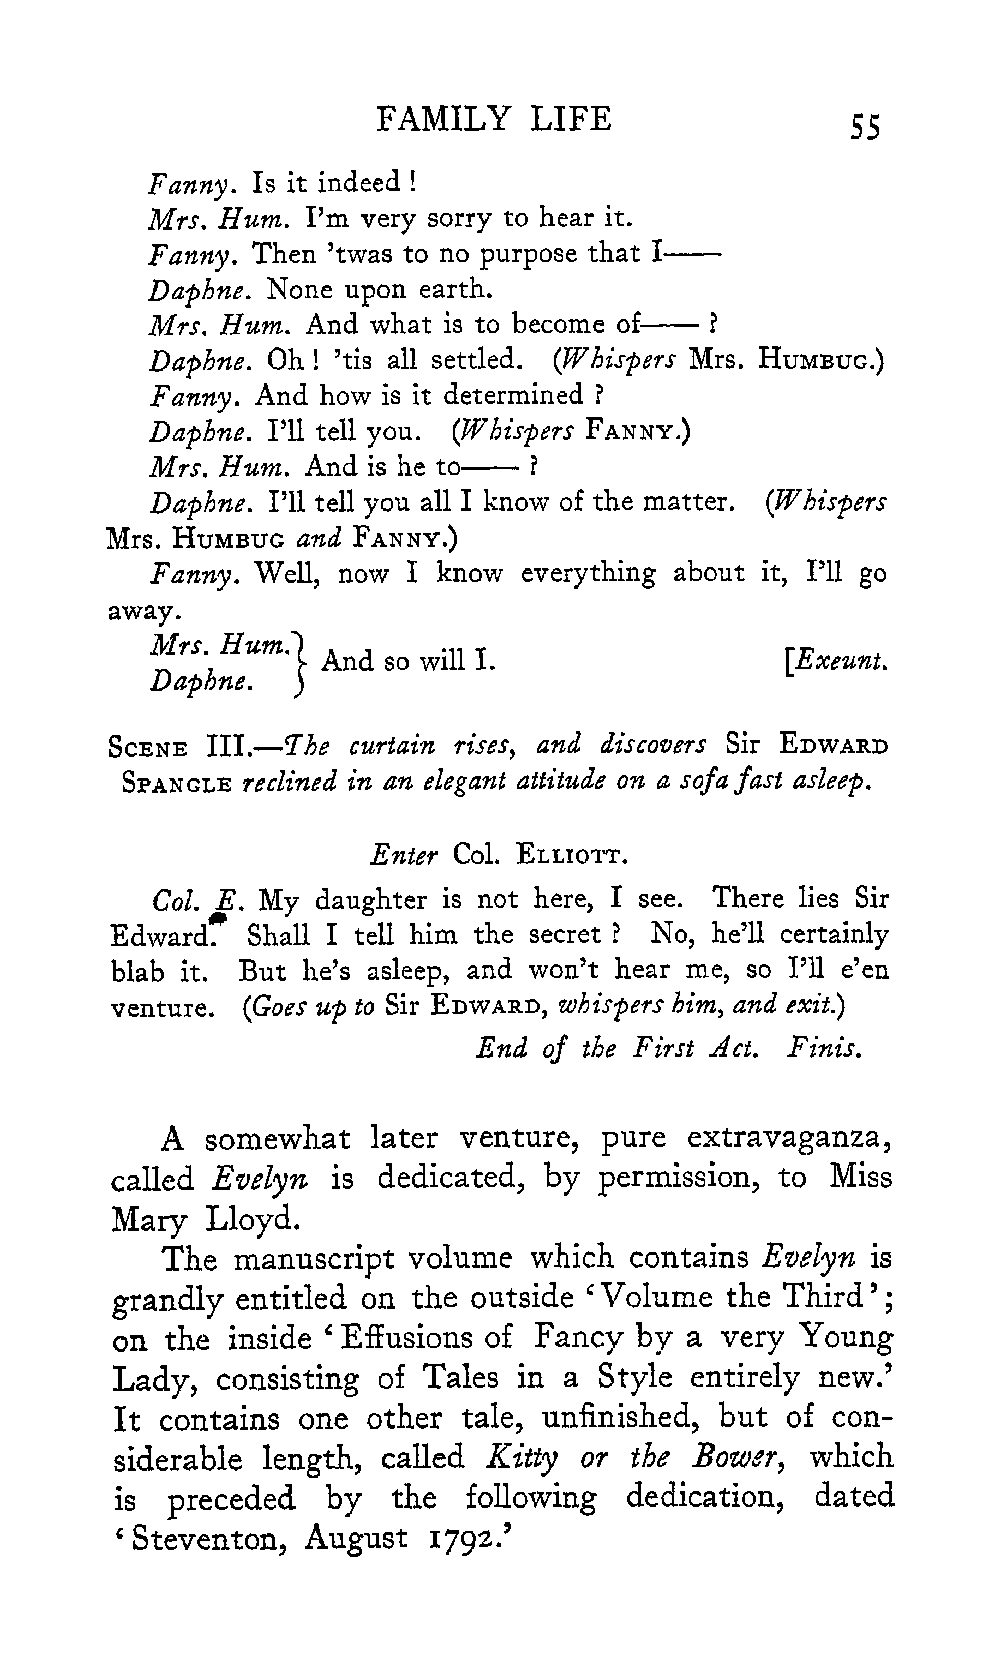 FAMILY LIFE 55
Fanny. Is it indeed !
Mrs. Hum. I'm very sorry to hear it.
Fanny. Then 'twas to no purpose that I——
Daphne. None upon earth.
Mrs. Hum. And what is to become of—— ?
Daphne. Oh ! 'tis all settled. (Whispers Mrs. HUMBUG.)
Fanny. And how is it determined ?
Daphne. I'll tell you. (Whispers FANNY.)
Mrs. Hum. And is he to—— ?
Daphne. I'll tell you all I know of the matter. (Whispers
Mrs. HUMBUG and FANNY.)
Fanny. Well, now I know everything about it, I'll go
away.
Mrs. Hum. } And so will I. [Exeunt.
Daphne.
SCENE III.—The curtain rises, and discovers Sir EDWARD
SPANGLE reclined in an elegant attitude on a sofa fast asleep.
Enter Col. ELLIOTT.
Col. E. My daughter is not here, I see. There lies Sir
Edward. Shall I tell him the secret ? No, he'll certainly
blab it. But he's asleep, and won't hear me, so I'll e'en
venture. (Goes up to Sir EDWARD, whispers him, and exit.)
End of the First Act. Finis.
A somewhat later venture, pure extravaganza,
called Evelyn is dedicated, by permission, to Miss
Mary Lloyd.
The manuscript volume which contains Evelyn is
grandly entitled on the outside ‘Volume the Third’;
on the inside ‘Effusions of Fancy by a very Young
Lady, consisting of Tales in a Style entirely new.’
It contains one other tale, unfinished, but of con-
siderable length, called Kitty or the Bower, which
is preceded by the following dedication, dated
‘Steventon, August 1792.’